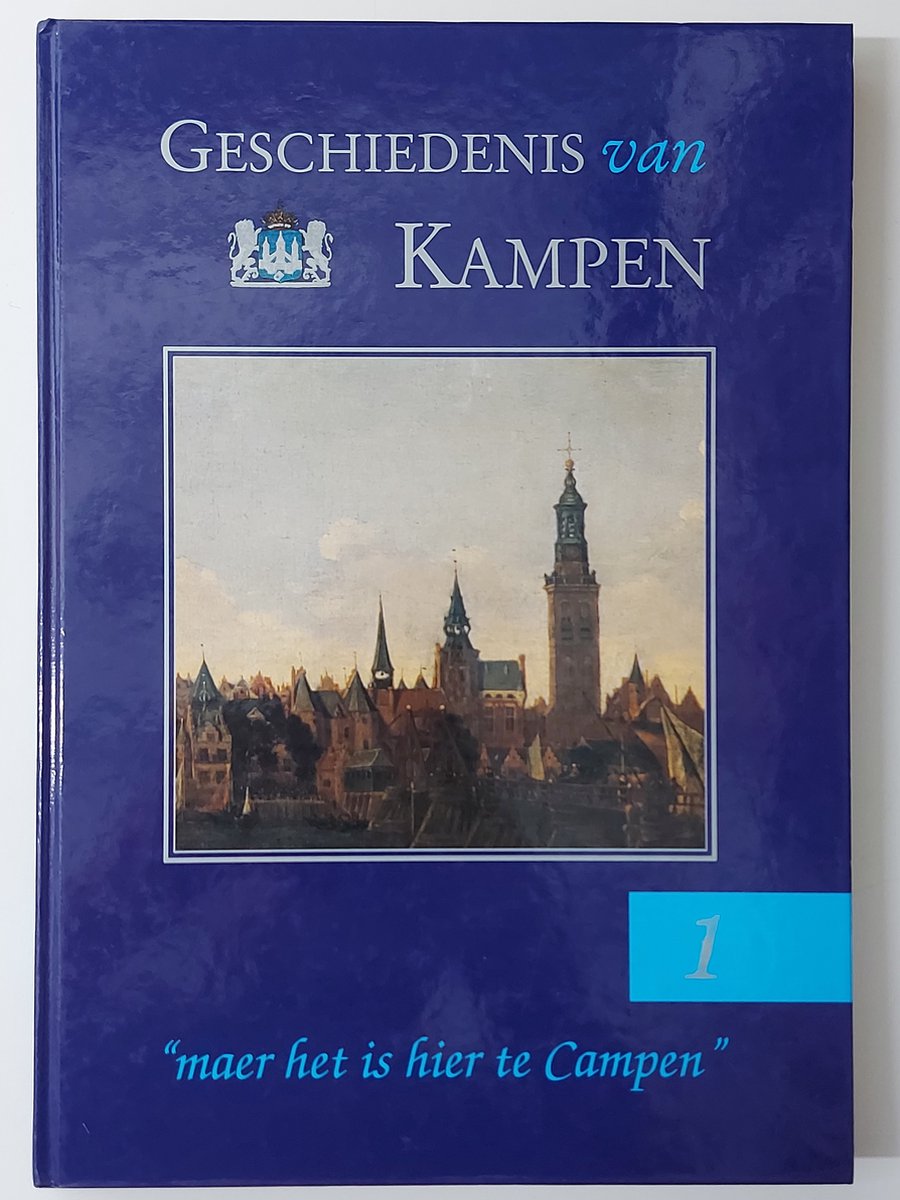 GESCHIEDENIS van
KAMPEN
1
“maer het is hier te Campen”